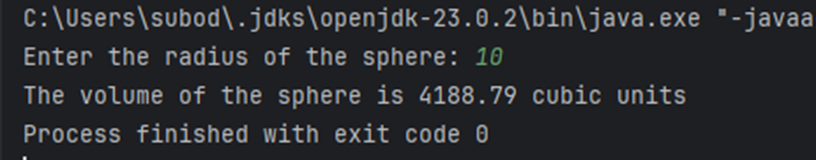 C:\Users\subod\.jdks\openjdk-23.0.2\bin\java.exe "-javaa
Enter the radius of the sphere: 10
The volume of the sphere is 4188.79 cubic units
Process finished with exit code 0